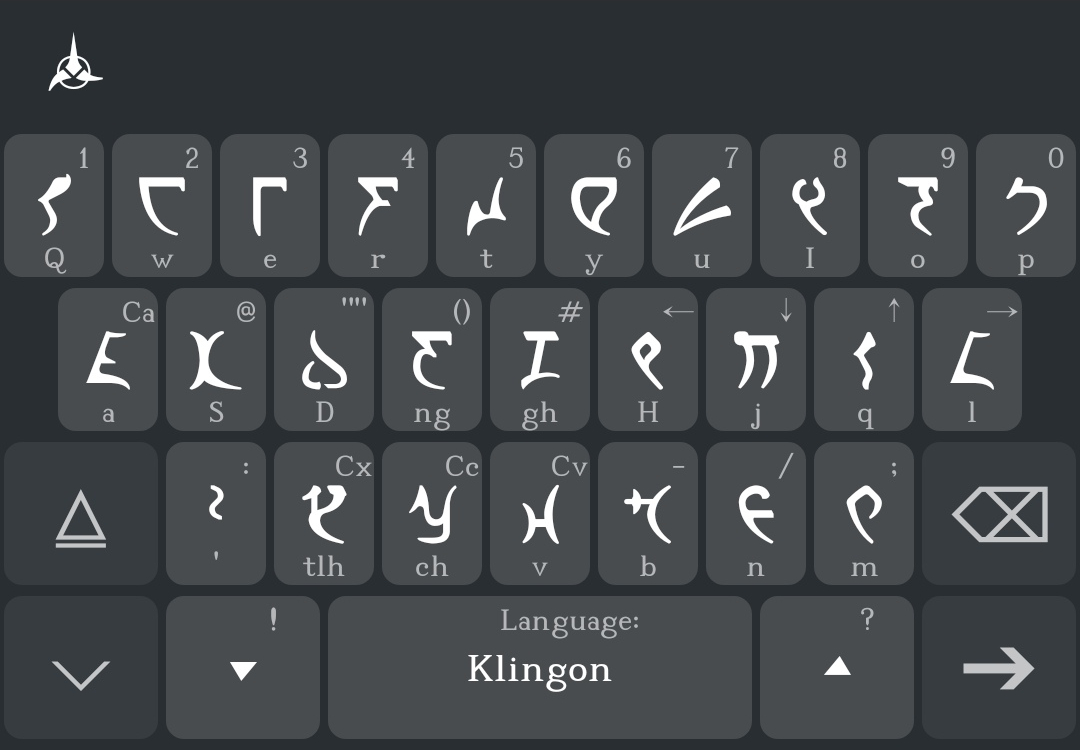 1 2 3 4 5 6 7 8 9 0
         
Q w e r t y u I o p
Ca @ """" () # ← ↓ ↑ →
        
a S D ng gh H j q l
: Cx Cc Cv - / ;
      
' tlh ch v b n m
! Language: ?
Klingon